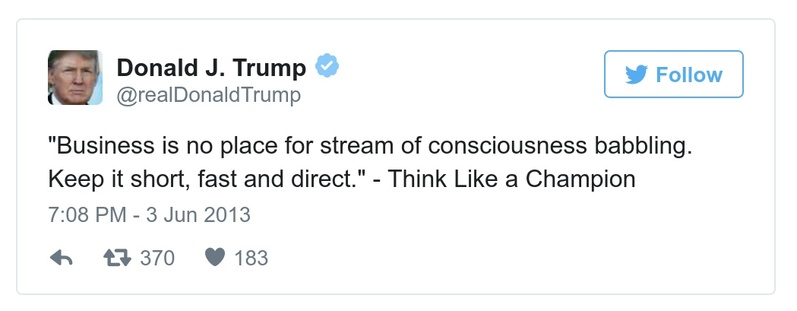 Donald J. Trump
@realDonaldTrump
Follow
"Business is no place for stream of consciousness babbling.
Keep it short, fast and direct." - Think Like a Champion
7:08 PM - 3 Jun 2013
370 183